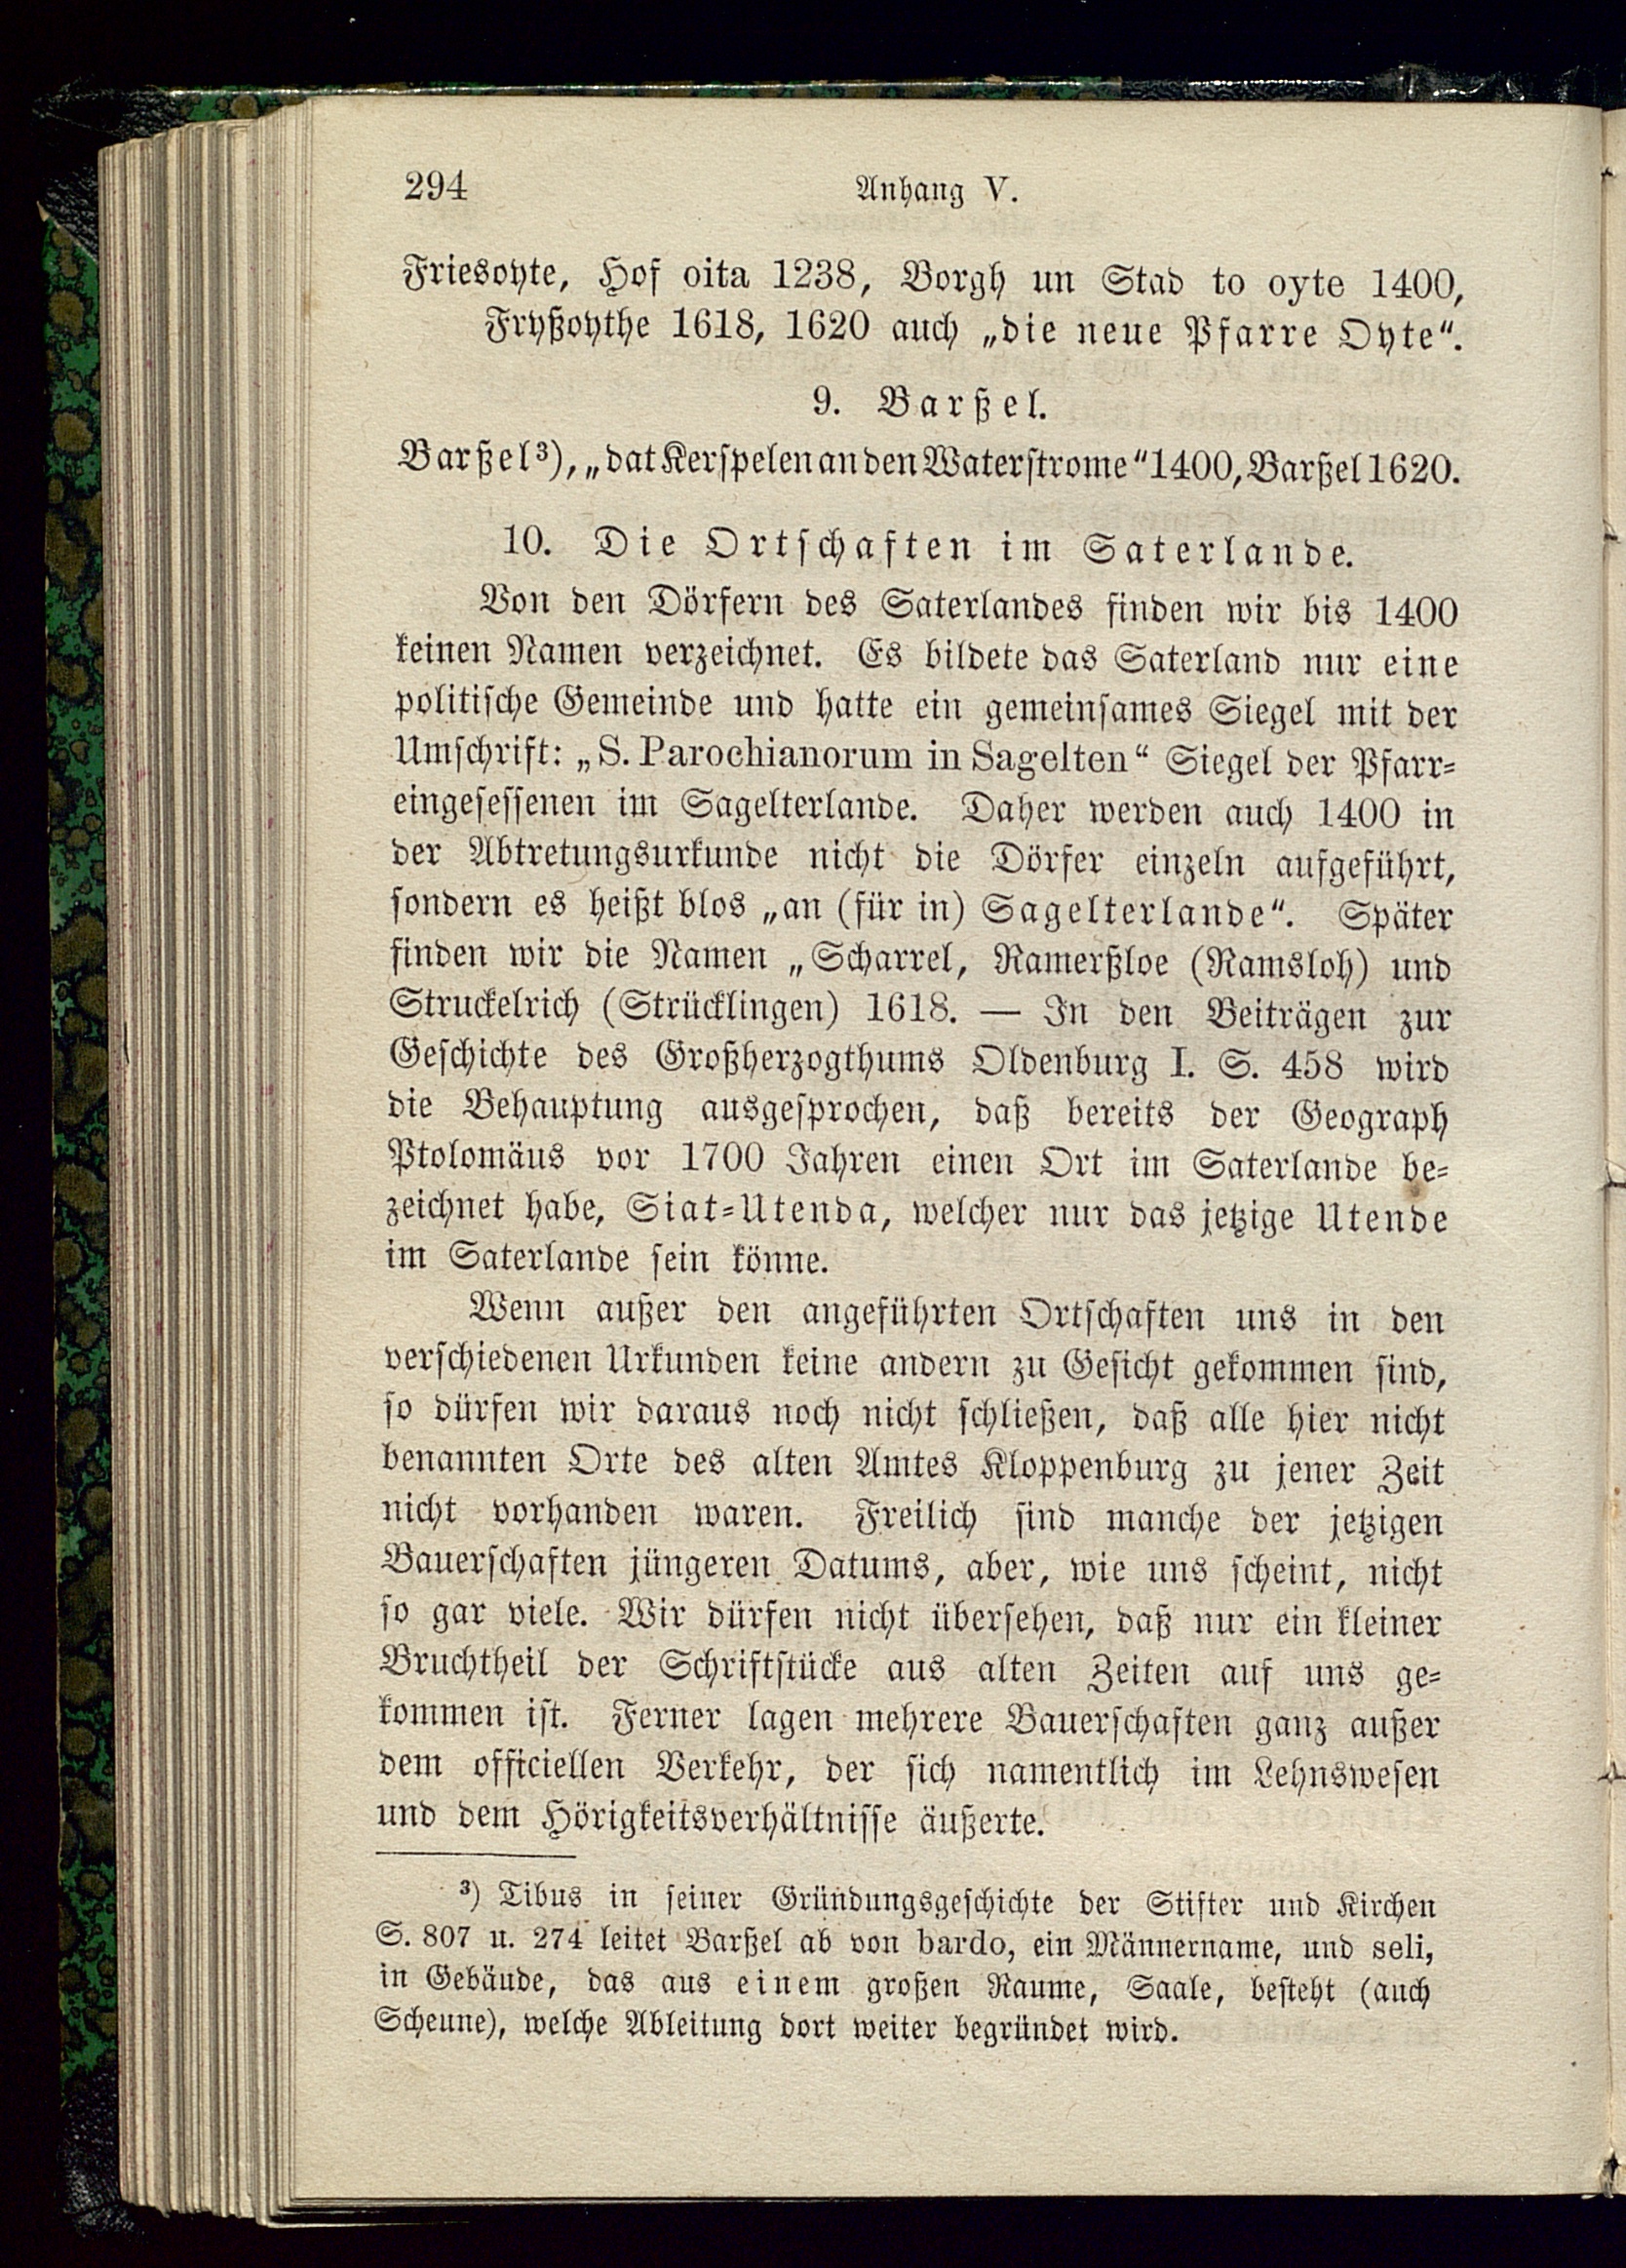 294 Anhang V.
Friesoyte, Hof oita 1238, Borgh un Stad to oyte 1400,
Fryßoythe 1618, 1620 auch „die neue Pfarre Oyte“.
9. Barßel.
Barßel³), „dat Kerspel en an den Waterstrome“ 1400, Barßel 1620.
10. Die Ortschaften im Saterlande.
Von den Dörfern des Saterlandes finden wir bis 1400
keinen Namen verzeichnet. Es bildete das Saterland nur eine
politische Gemeinde und hatte ein gemeinsames Siegel mit der
Umschrift: „S. Parochianorum in Sagelten“ Siegel der Pfarr-
eingesessenen im Sagelterlande. Daher werden auch 1400 in
der Abtretungsurkunde nicht die Dörfer einzeln aufgeführt,
sondern es heißt blos „an (für in) Sagelterlande“. Später
finden wir die Namen „Scharrel, Ramerßloe (Ramsloh) und
Struckelrich (Strücklingen) 1618. — In den Beiträgen zur
Geschichte des Großherzogthums Oldenburg I. S. 458 wird
die Behauptung ausgesprochen, daß bereits der Geograph
Ptolomäus vor 1700 Jahren einen Ort im Saterlande be-
zeichnet habe, Siat-Utenda, welcher nur das jetzige Utende
im Saterlande sein könne.
Wenn außer den angeführten Ortschaften uns in den
verschiedenen Urkunden keine andern zu Gesicht gekommen sind,
so dürfen wir daraus noch nicht schließen, daß alle hier nicht
benannten Orte des alten Amtes Kloppenburg zu jener Zeit
nicht vorhanden waren. Freilich sind manche der jetzigen
Bauerschaften jüngeren Datums, aber, wie uns scheint, nicht
so gar viele. Wir dürfen nicht übersehen, daß nur ein kleiner
Bruchtheil der Schriftstücke aus alten Zeiten auf uns ge-
kommen ist. Ferner lagen mehrere Bauerschaften ganz außer
dem officiellen Verkehr, der sich namentlich im Lehnswesen
und dem Hörigkeitsverhältnisse äußerte.
³) Tibus in seiner Gründungsgeschichte der Stifter und Kirchen
S. 807 u. 274 leitet Barßel ab von bardo, ein Männername, und seli,
in Gebäude, das aus einem großen Raume, Saale, besteht (auch
Scheune), welche Ableitung dort weiter begründet wird.